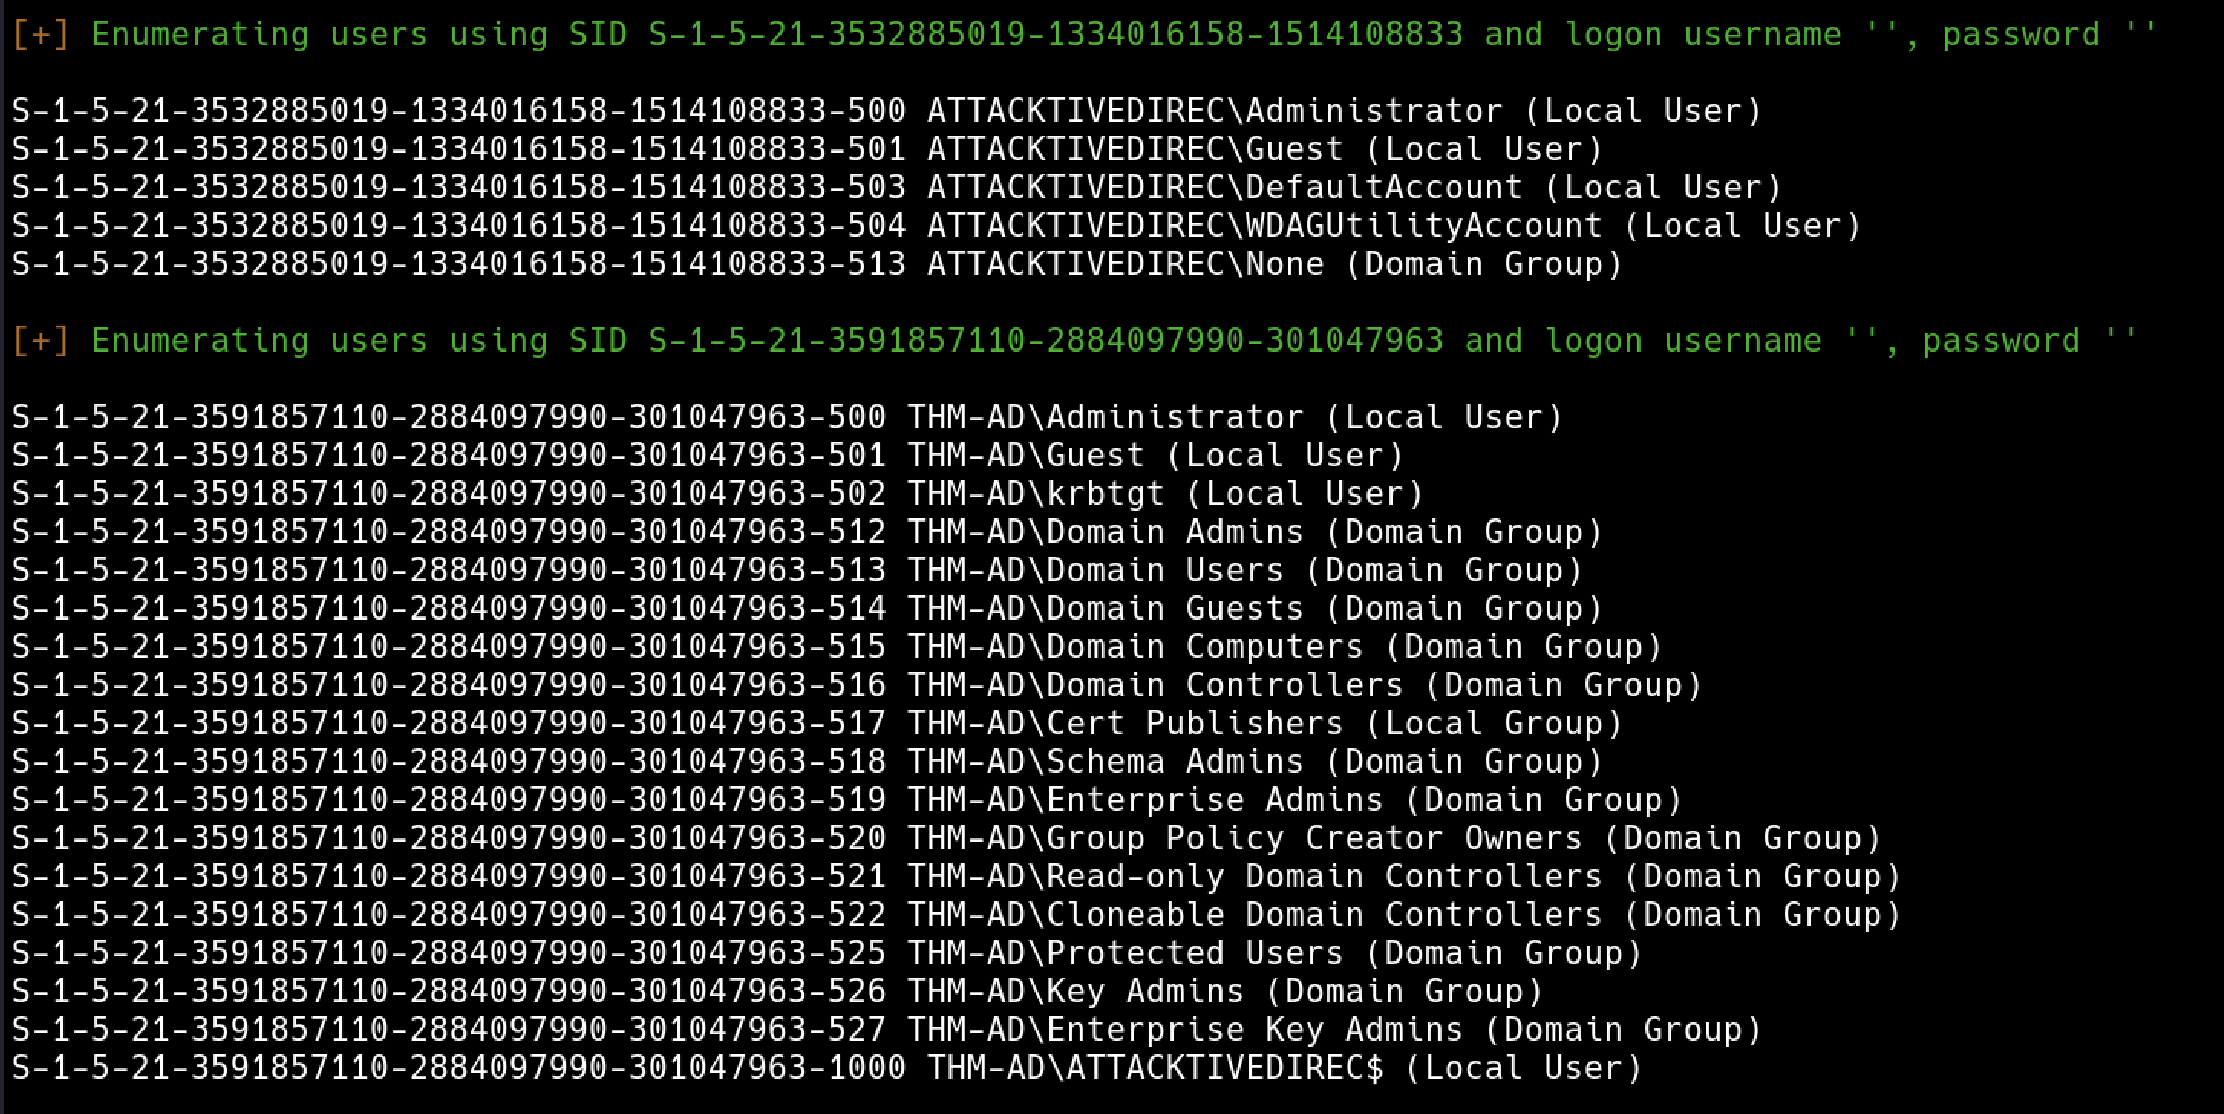 [+] Enumerating users using SID S-1-5-21-3532885019-1334016158-1514108833 and logon username '', password ''
S-1-5-21-3532885019-1334016158-1514108833-500 ATTACKTIVEDIREC\Administrator (Local User)
S-1-5-21-3532885019-1334016158-1514108833-501 ATTACKTIVEDIREC\Guest (Local User)
S-1-5-21-3532885019-1334016158-1514108833-503 ATTACKTIVEDIREC\DefaultAccount (Local User)
S-1-5-21-3532885019-1334016158-1514108833-504 ATTACKTIVEDIREC\WDAGUtilityAccount (Local User)
S-1-5-21-3532885019-1334016158-1514108833-513 ATTACKTIVEDIREC\None (Domain Group)
[+] Enumerating users using SID S-1-5-21-3591857110-2884097990-301047963 and logon username '', password ''
S-1-5-21-3591857110-2884097990-301047963-500 THM-AD\Administrator (Local User)
S-1-5-21-3591857110-2884097990-301047963-501 THM-AD\Guest (Local User)
S-1-5-21-3591857110-2884097990-301047963-502 THM-AD\krbtgt (Local User)
S-1-5-21-3591857110-2884097990-301047963-512 THM-AD\Domain Admins (Domain Group)
S-1-5-21-3591857110-2884097990-301047963-513 THM-AD\Domain Users (Domain Group)
S-1-5-21-3591857110-2884097990-301047963-514 THM-AD\Domain Guests (Domain Group)
S-1-5-21-3591857110-2884097990-301047963-515 THM-AD\Domain Computers (Domain Group)
S-1-5-21-3591857110-2884097990-301047963-516 THM-AD\Domain Controllers (Domain Group)
S-1-5-21-3591857110-2884097990-301047963-517 THM-AD\Cert Publishers (Local Group)
S-1-5-21-3591857110-2884097990-301047963-518 THM-AD\Schema Admins (Domain Group)
S-1-5-21-3591857110-2884097990-301047963-519 THM-AD\Enterprise Admins (Domain Group)
S-1-5-21-3591857110-2884097990-301047963-520 THM-AD\Group Policy Creator Owners (Domain Group)
S-1-5-21-3591857110-2884097990-301047963-521 THM-AD\Read-only Domain Controllers (Domain Group)
S-1-5-21-3591857110-2884097990-301047963-522 THM-AD\Cloneable Domain Controllers (Domain Group)
S-1-5-21-3591857110-2884097990-301047963-525 THM-AD\Protected Users (Domain Group)
S-1-5-21-3591857110-2884097990-301047963-526 THM-AD\Key Admins (Domain Group)
S-1-5-21-3591857110-2884097990-301047963-527 THM-AD\Enterprise Key Admins (Domain Group)
S-1-5-21-3591857110-2884097990-301047963-1000 THM-AD\ATTACKTIVEDIREC$ (Local User)